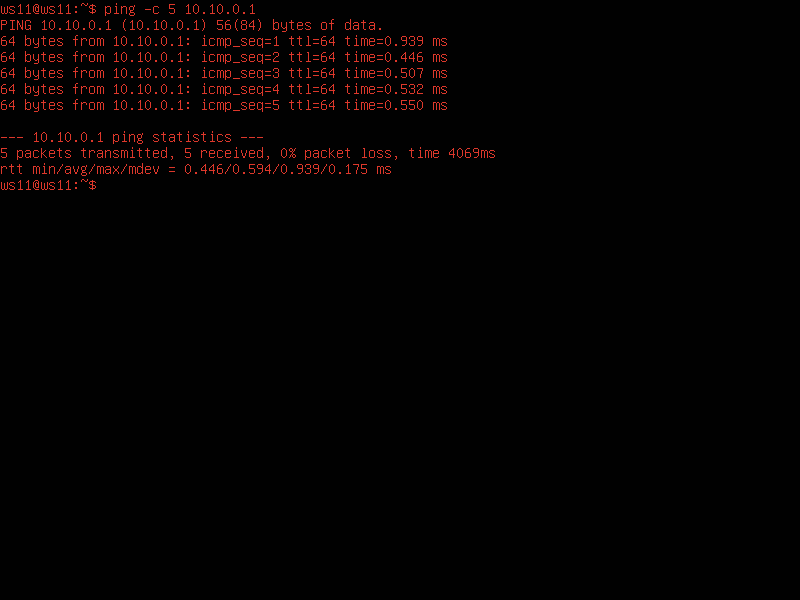 ws11@ws11:~$ ping -c 5 10.10.0.1
PING 10.10.0.1 (10.10.0.1) 56(84) bytes of data.
64 bytes from 10.10.0.1: icmp_seq=1 ttl=64 time=0.939 ms
64 bytes from 10.10.0.1: icmp_seq=2 ttl=64 time=0.446 ms
64 bytes from 10.10.0.1: icmp_seq=3 ttl=64 time=0.507 ms
64 bytes from 10.10.0.1: icmp_seq=4 ttl=64 time=0.532 ms
64 bytes from 10.10.0.1: icmp_seq=5 ttl=64 time=0.550 ms
--- 10.10.0.1 ping statistics ---
5 packets transmitted, 5 received, 0% packet loss, time 4069ms
rtt min/avg/max/mdev = 0.446/0.594/0.939/0.175 ms
ws11@ws11:~$